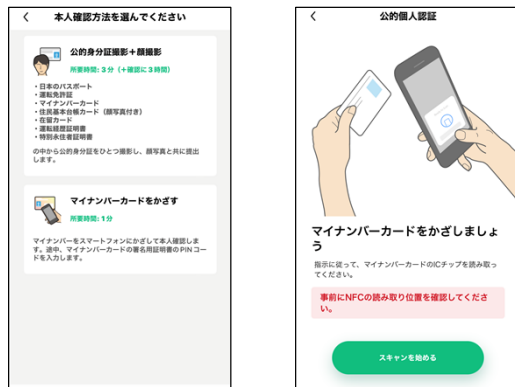 本人確認方法を選んでください
公的身分証撮影＋顔撮影
所要時間: 3分（＋確認に3時間）
・日本のパスポート
・運転免許証
・マイナンバーカード
・住民基本台帳カード（顔写真付き）
・在留カード
・運転経歴証明書
・特別永住者証明書
の中から公的身分証をひとつ撮影し、顔写真と共に提出
します。
マイナンバーカードをかざす
所要時間: 1分
マイナンバーをスマートフォンにかざして本人確認しま
す。途中、マイナンバーカードの署名用証明書のPINコー
ドを入力します。
公的個人認証
マイナンバーカードをかざしましょ
う
指示に従って、マイナンバーカードのICチップを読み取っ
てください。
事前にNFCの読み取り位置を確認してくださ
い。
スキャンを始める